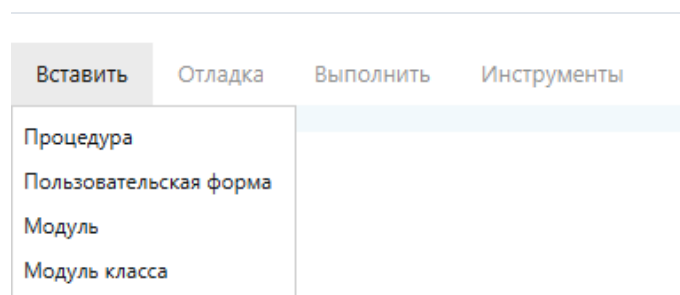 Вставить Отладка Выполнить Инструменты
Процедура
Пользовательская форма
Модуль
Модуль класса